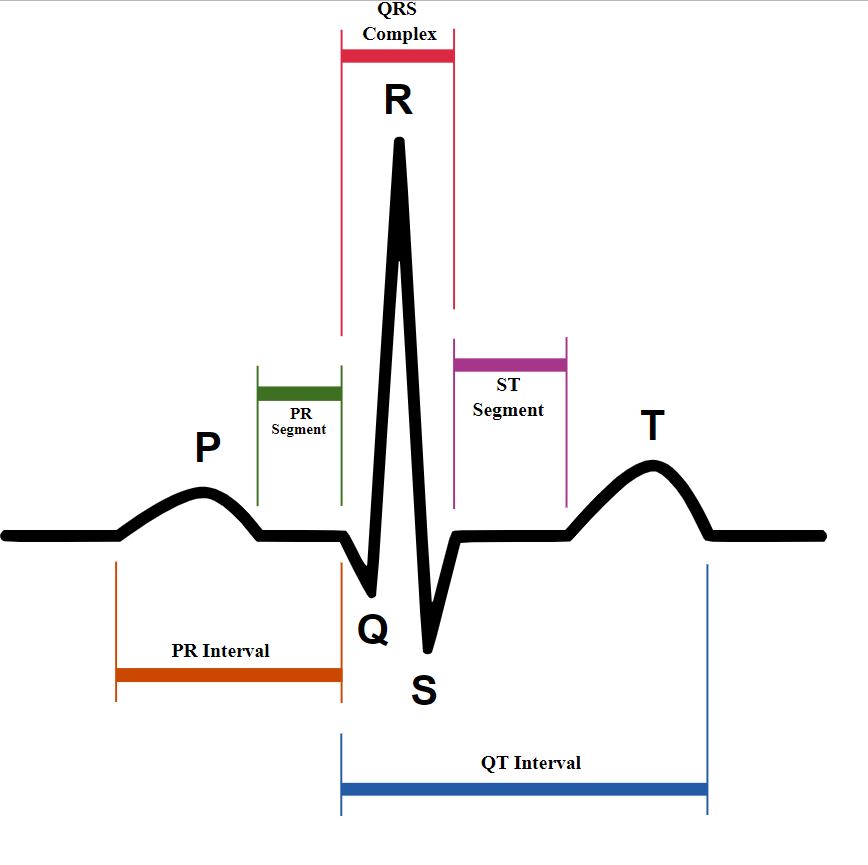 QRS
Complex
R
PR
Segment
ST
Segment
P
T
Q
PR Interval
S
QT Interval